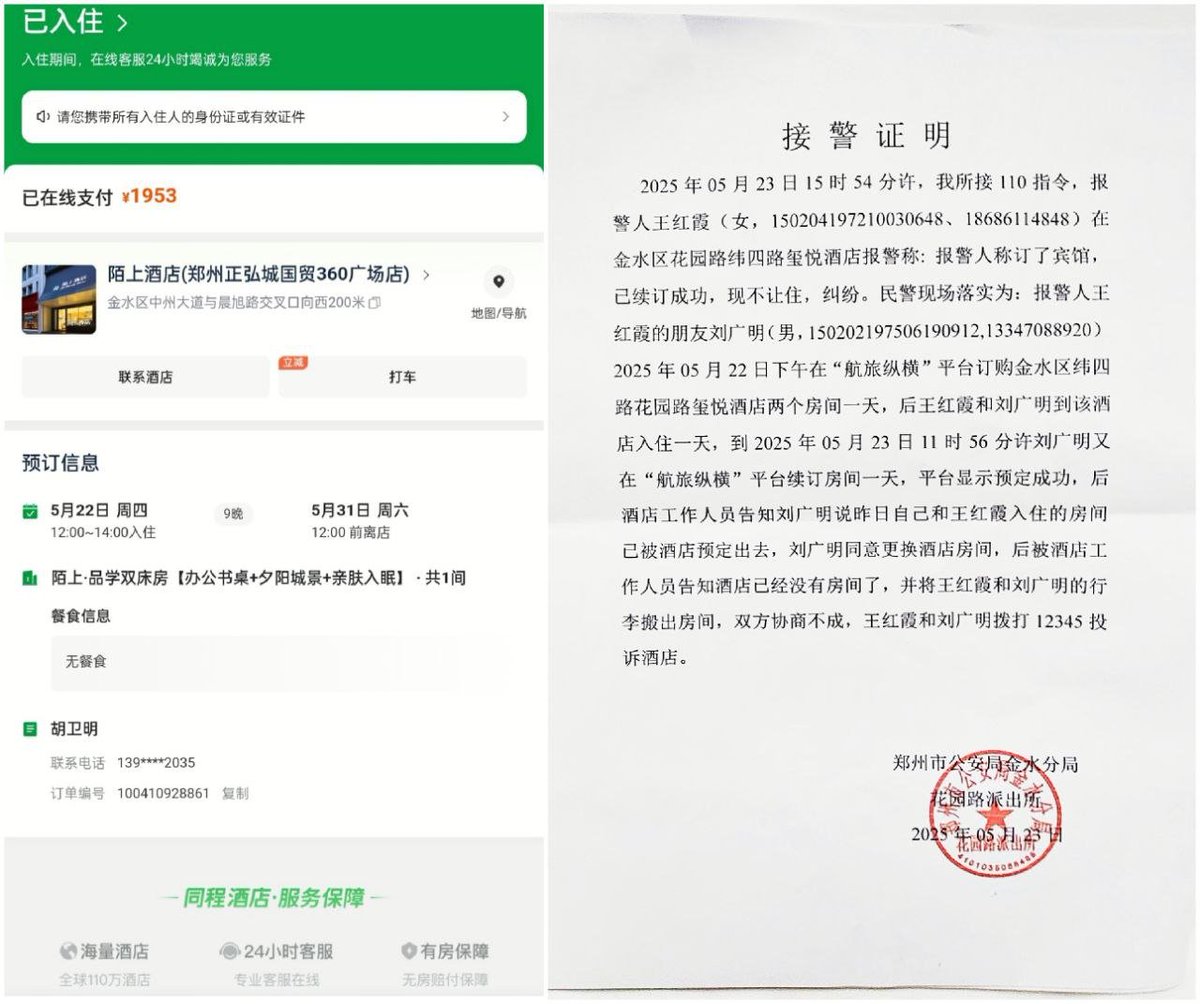 已入住 >
入住期间，在线客服24小时竭诚为您服务
请您携带所有入住人的身份证或有效证件
已在线支付 ¥1953
陌上酒店(郑州正弘城国贸360广场店)
金水区中州大道与晨旭路交叉口向西200米
地图/导航
联系酒店
立减
打车
预订信息
5月22日 周四
12:00~14:00入住
9晚
5月31日 周六
12:00 前离店
陌上·品学双床房【办公书桌+夕阳城景+亲肤入眠】 · 共1间
餐食信息
无餐食
胡卫明
联系电话 139****2035
订单编号 100410928861 复制
同程酒店·服务保障
海量酒店
全球110万酒店
24小时客服
专业客服在线
有房保障
无房赔付保障
接警证明
2025 年 05 月 23 日 15 时 54 分许，我所接 110 指令，报
警人王红霞（女，150204197210030648、18686114848）在
金水区花园路纬四路玺悦酒店报警称：报警人称订了宾馆，
已续订成功，现不让住，纠纷。民警现场落实为：报警人王
红霞的朋友刘广明（男，150202197506190912,13347088920）
2025 年 05 月 22 日下午在“航旅纵横”平台订购金水区纬四
路花园路玺悦酒店两个房间一天，后王红霞和刘广明到该酒
店入住一天，到 2025 年 05 月 23 日 11 时 56 分许刘广明又
在“航旅纵横”平台续订房间一天，平台显示预定成功，后
酒店工作人员告知刘广明说昨日自己和王红霞入住的房间
已被酒店预定出去，刘广明同意更换酒店房间，后被酒店工
作人员告知酒店已经没有房间了，并将王红霞和刘广明的行
李搬出房间，双方协商不成，王红霞和刘广明拨打 12345 投
诉酒店。
郑州市公安局金水分局
花园路派出所
2025 年 05 月 23 日
郑州市公安局金水分局
花园路派出所